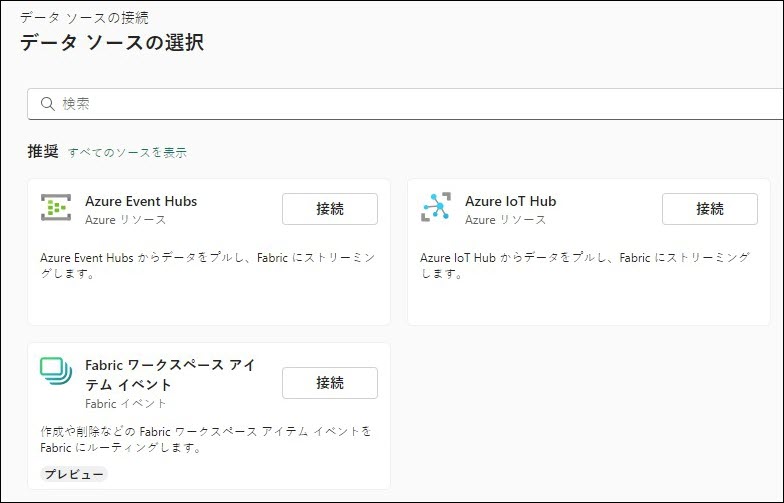 データ ソースの接続
データ ソースの選択
検索
推奨 すべてのソースを表示
Azure Event Hubs
Azure リソース
接続
Azure Event Hubs からデータをプルし、Fabric にストリーミン
グします。
Azure IoT Hub
Azure リソース
接続
Azure IoT Hub からデータをプルし、Fabric にストリーミング
します。
Fabric ワークスペース アイ
テム イベント
Fabric イベント
接続
作成や削除などの Fabric ワークスペース アイテム イベントを
Fabric にルーティングします。
プレビュー